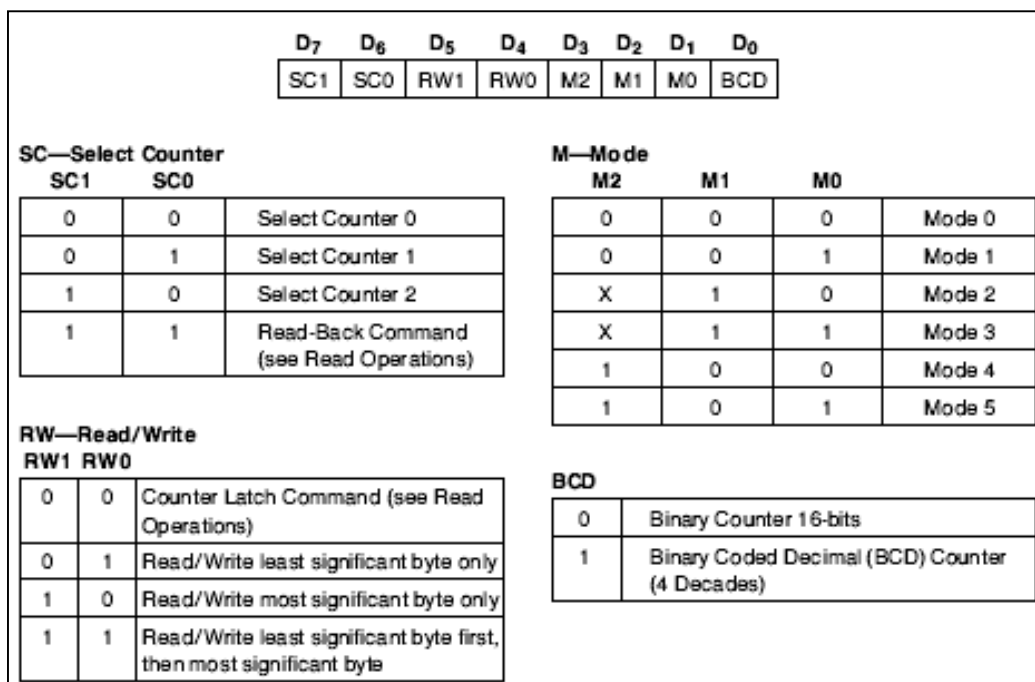 D7 D6 D5 D4 D3 D2 D1 D0
SC1 SC0 RW1 RW0 M2 M1 M0 BCD
SC—Select Counter
SC1 SC0
0 0 Select Counter 0
0 1 Select Counter 1
1 0 Select Counter 2
1 1 Read-Back Command
(see Read Operations)
RW—Read/Write
RW1 RW0
0 0 Counter Latch Command (see Read
Operations)
0 1 Read/Write least significant byte only
1 0 Read/Write most significant byte only
1 1 Read/Write least significant byte first,
then most significant byte
M—Mode
M2 M1 M0
0 0 0 Mode 0
0 0 1 Mode 1
X 1 0 Mode 2
X 1 1 Mode 3
1 0 0 Mode 4
1 0 1 Mode 5
BCD
0 Binary Counter 16-bits
1 Binary Coded Decimal (BCD) Counter
(4 Decades)